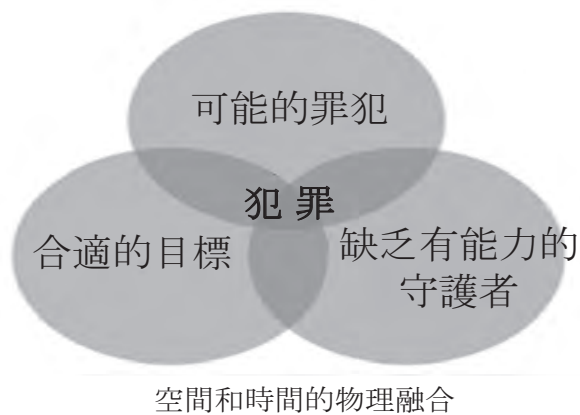 可能的罪犯
犯罪
合適的目標
缺乏有能力的
守護者
空間和時間的物理融合